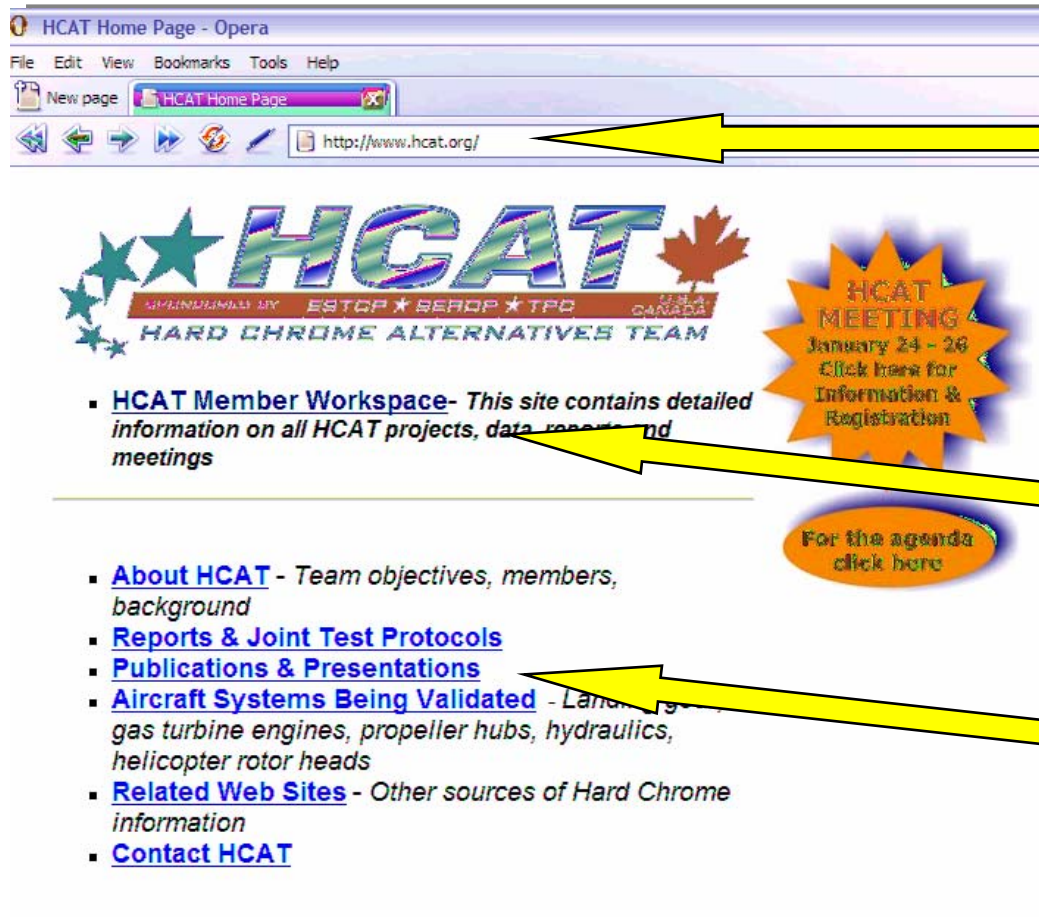 HCAT Home Page - Opera
File Edit View Bookmarks Tools Help
New page HCAT Home Page
http://www.hcat.org/
HCAT
SPONSORED BY ESTCP ★ SERDP ★ TPC U.S.A. CANADA
HARD CHROME ALTERNATIVES TEAM
HCAT
MEETING
January 24 - 26
Click here for
Information &
Registration
▪ HCAT Member Workspace- This site contains detailed
information on all HCAT projects, data, reports and
meetings
For the agenda
click here
▪ About HCAT - Team objectives, members,
background
▪ Reports & Joint Test Protocols
▪ Publications & Presentations
▪ Aircraft Systems Being Validated - Landing
gas turbine engines, propeller hubs, hydraulics,
helicopter rotor heads
▪ Related Web Sites - Other sources of Hard Chrome
information
▪ Contact HCAT